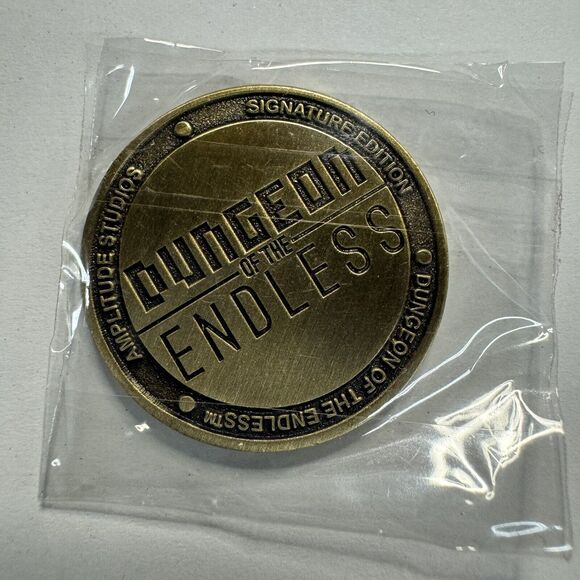 AMPLITUDE STUDIOS
SIGNATURE EDITION
DUNGEON OF THE ENDLESS™
DUNGEON
OF THE
ENDLESS